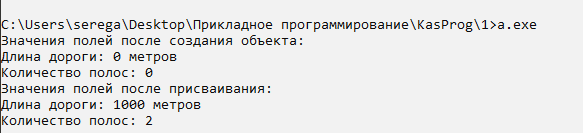 C:\Users\serega\Desktop\Прикладное программирование\KasProg\1>a.exe
Значения полей после создания объекта:
Длина дороги: 0 метров
Количество полос: 0
Значения полей после присваивания:
Длина дороги: 1000 метров
Количество полос: 2